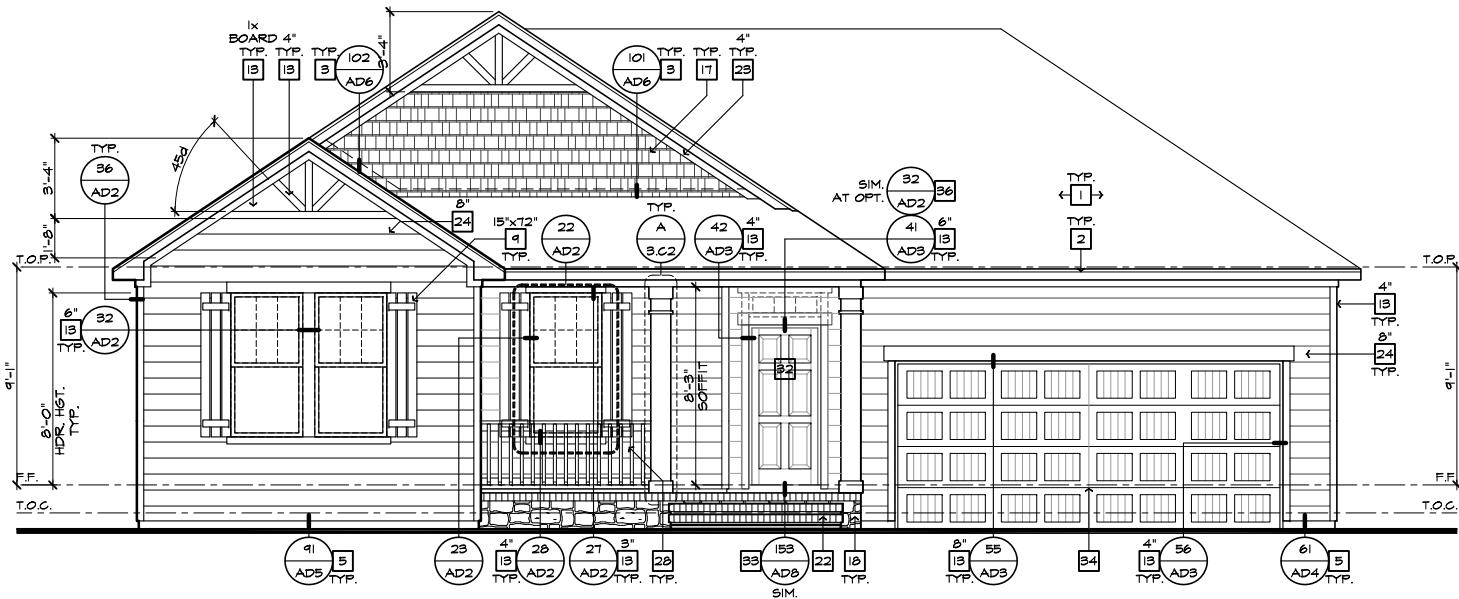 1x
BOARD 4"
TYP. TYP. TYP.
13 13 3
102
AD6
3'-4"
101
AD6
TYP. TYP.
3 17
4"
TYP.
23
45d
TYP.
36
AD2
3'-4"
1'-8"
8"
24
15"x72"
9
TYP.
22
AD2
TYP.
A
3.C2
42
AD3
4"
13
TYP.
SIM.
AT OPT.
32
AD2
36
41
AD3
6"
13
TYP.
TYP.
1
TYP.
2
T.O.P.
T.O.P.
6"
13
TYP.
32
AD2
9'-1"
8'-0"
HDR. HGT.
TYP.
8'-3"
SOFFIT
32
4"
13
TYP.
8"
24
TYP.
9'-1"
F.F.
F.F.
T.O.C.
T.O.C.
91
AD5
5
TYP.
23
AD2
4"
13
TYP.
28
AD2
27
AD2
3"
13
TYP.
28
TYP.
33
153
AD8
SIM.
22
18
TYP.
8"
13
TYP.
55
AD3
34
4"
13
TYP.
56
AD3
61
AD4
5
TYP.